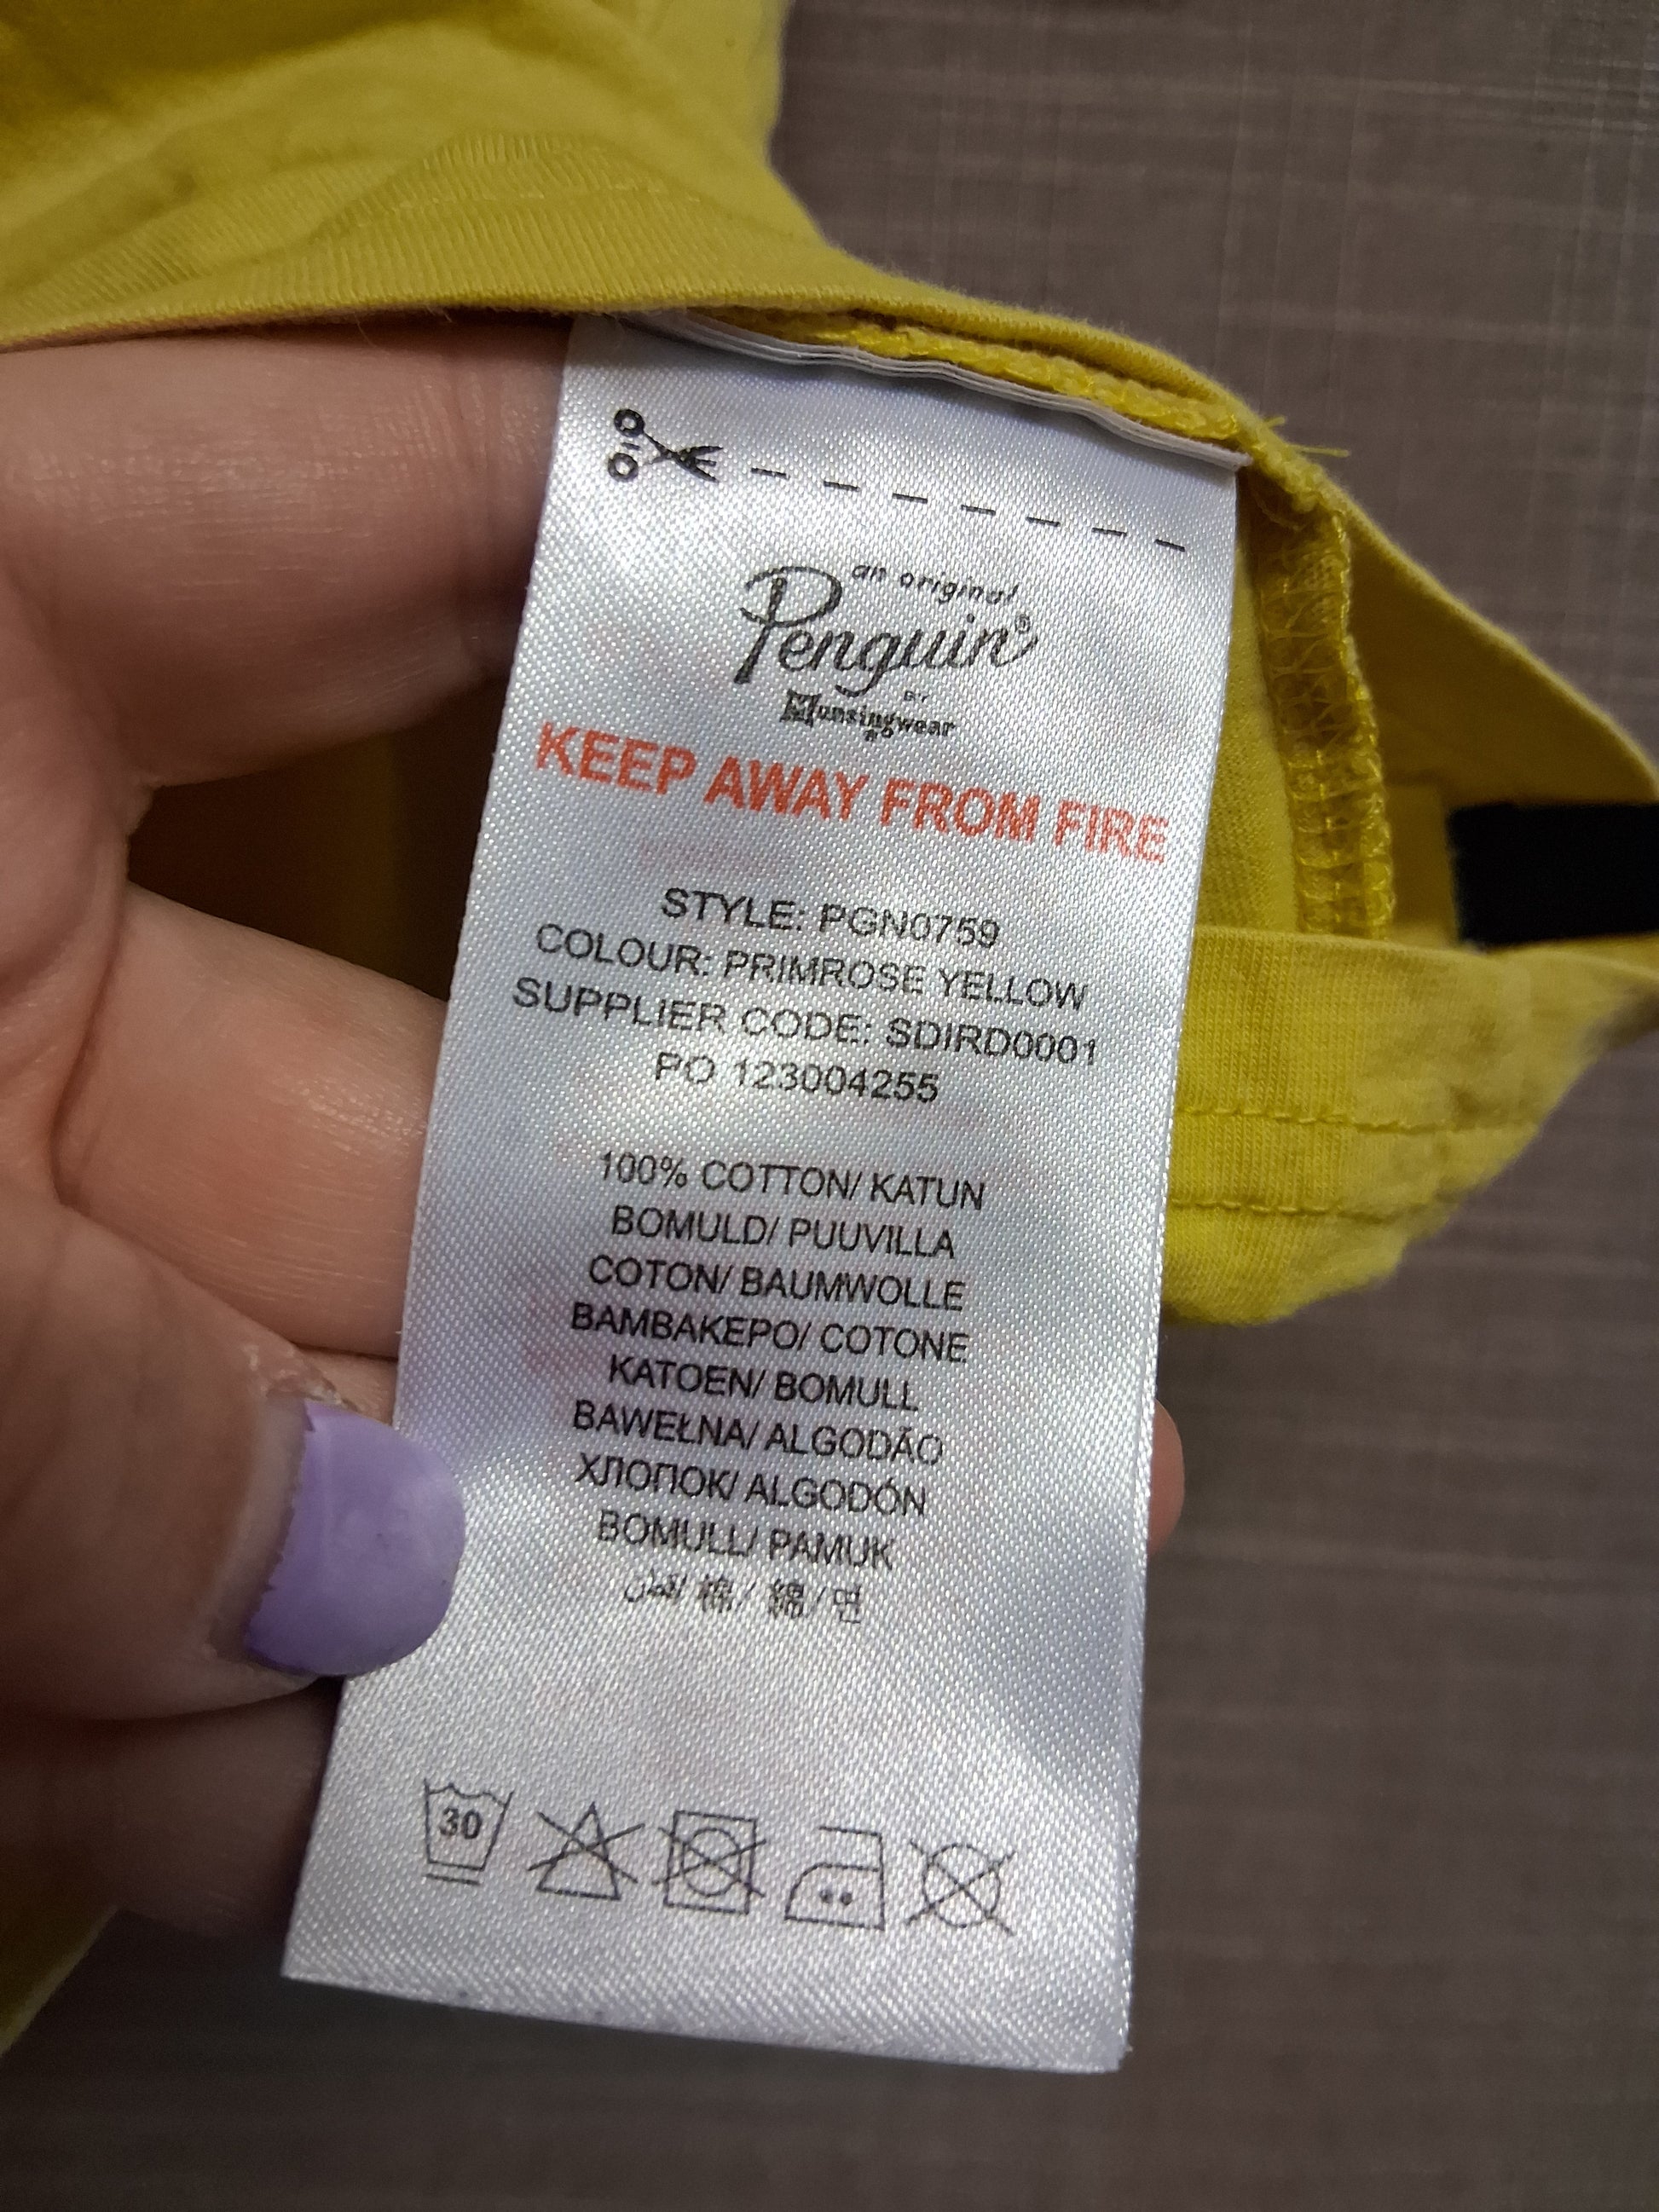 an original
Penguin®
BY
Munsingwear
KEEP AWAY FROM FIRE
STYLE: PGN0759
COLOUR: PRIMROSE YELLOW
SUPPLIER CODE: SDIRD0001
PO 123004255
100% COTTON/ KATUN
BOMULD/ PUUVILLA
COTON/ BAUMWOLLE
ΒΑΜΒΑΚΕΡΟ/ COTONE
KATOEN/ BOMULL
BAWEŁNA/ ALGODÃO
ХЛОПОК/ ALGODÓN
BOMULL/ PAMUK
قطن/ 棉/ 綿/ 면
30